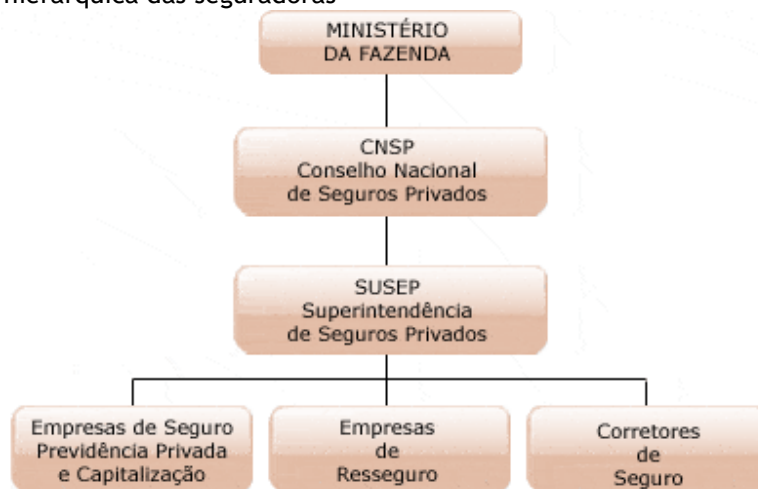 hierárquica das seguradoras
MINISTÉRIO
DA FAZENDA
CNSP
Conselho Nacional
de Seguros Privados
SUSEP
Superintendência
de Seguros Privados
Empresas de Seguro
Previdência Privada
e Capitalização
Empresas
de
Resseguro
Corretores
de
Seguro